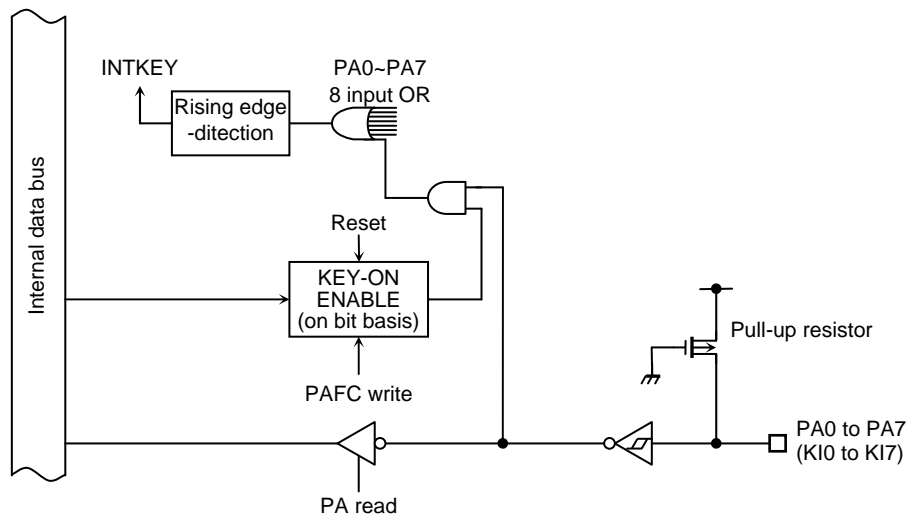 INTKEY
PA0~PA7
8 input OR
Rising edge
-ditection
Internal data bus
Reset
KEY-ON
ENABLE
(on bit basis)
Pull-up resistor
PAFC write
PA0 to PA7
(KI0 to KI7)
PA read